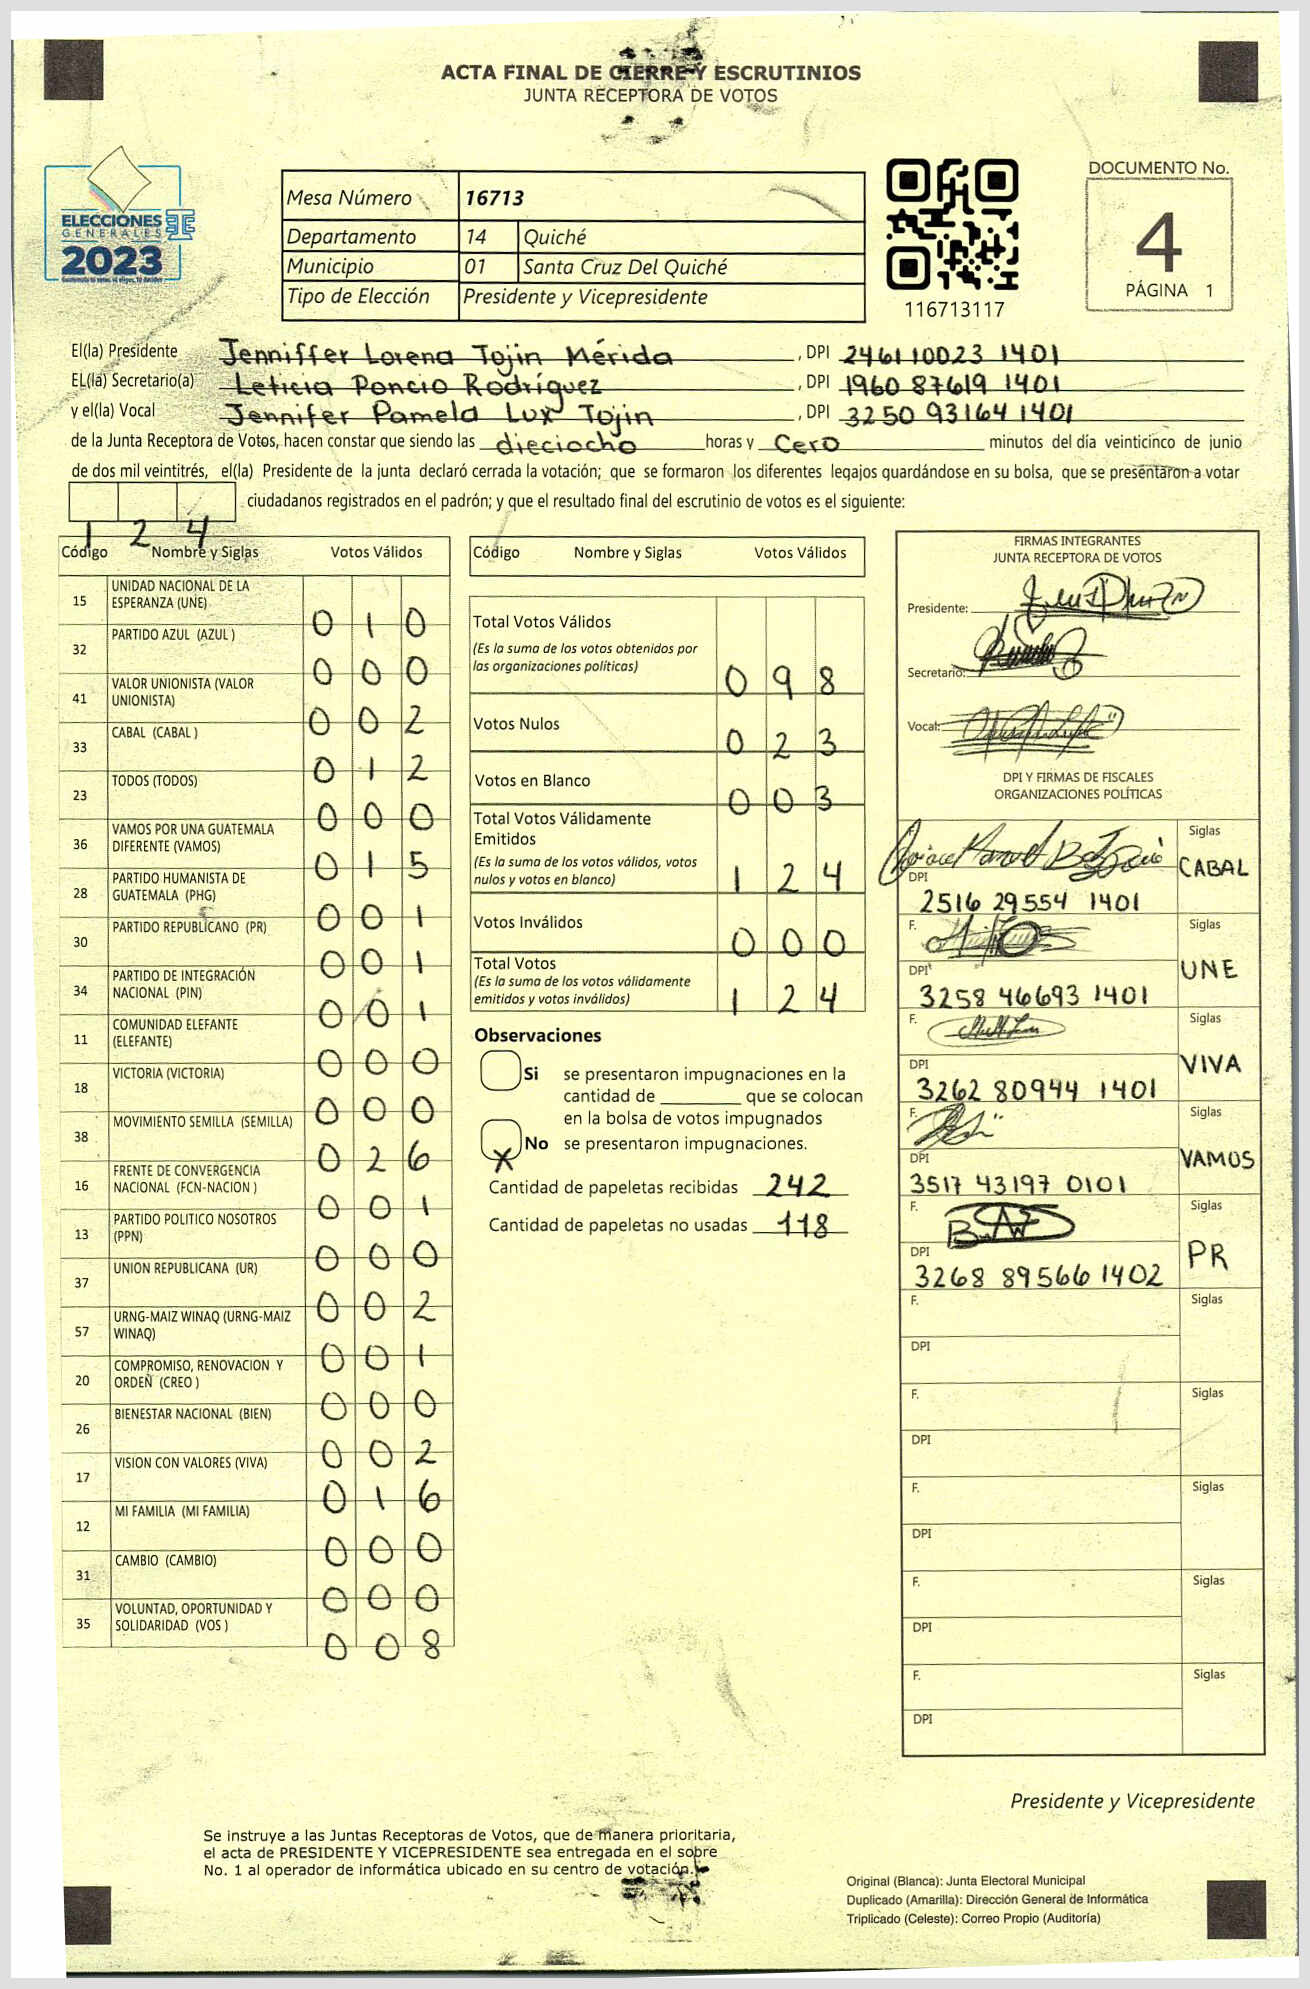 ACTA FINAL DE CIERRE Y ESCRUTINIOS
JUNTA RECEPTORA DE VOTOS
ELECCIONES
GENERALES
2023
Mesa Número 16713
Departamento 14 Quiché
Municipio 01 Santa Cruz Del Quiché
Tipo de Elección Presidente y Vicepresidente
116713117
DOCUMENTO No.
4
PÁGINA 1
El(la) Presidente Jenniffer Lorena Tojin Mérida , DPI 2461 10023 1401
EL(la) Secretario(a) Leticia Poncio Rodríguez , DPI 1960 87619 1401
y el(la) Vocal Jennifer Pamela Lux Tojin , DPI 3250 93164 1401
de la Junta Receptora de Votos, hacen constar que siendo las dieciocho horas y Cero minutos del día veinticinco de junio
de dos mil veintitrés, el(la) Presidente de la junta declaró cerrada la votación; que se formaron los diferentes legajos guardándose en su bolsa, que se presentaron a votar
1 2 4 ciudadanos registrados en el padrón; y que el resultado final del escrutinio de votos es el siguiente:
Código Nombre y Siglas Votos Válidos
15 UNIDAD NACIONAL DE LA ESPERANZA (UNE) 0 1 0
32 PARTIDO AZUL (AZUL ) 0 0 0
41 VALOR UNIONISTA (VALOR UNIONISTA) 0 0 2
33 CABAL (CABAL ) 0 1 2
23 TODOS (TODOS) 0 0 0
36 VAMOS POR UNA GUATEMALA DIFERENTE (VAMOS) 0 1 5
28 PARTIDO HUMANISTA DE GUATEMALA (PHG) 0 0 1
30 PARTIDO REPUBLICANO (PR) 0 0 1
34 PARTIDO DE INTEGRACIÓN NACIONAL (PIN) 0 0 1
11 COMUNIDAD ELEFANTE (ELEFANTE) 0 0 0
18 VICTORIA (VICTORIA) 0 0 0
38 MOVIMIENTO SEMILLA (SEMILLA) 0 2 6
16 FRENTE DE CONVERGENCIA NACIONAL (FCN-NACION ) 0 0 1
13 PARTIDO POLITICO NOSOTROS (PPN) 0 0 0
37 UNION REPUBLICANA (UR) 0 0 2
57 URNG-MAIZ WINAQ (URNG-MAIZ WINAQ) 0 0 1
20 COMPROMISO, RENOVACION Y ORDEN (CREO ) 0 0 0
26 BIENESTAR NACIONAL (BIEN) 0 0 2
17 VISION CON VALORES (VIVA) 0 1 6
12 MI FAMILIA (MI FAMILIA) 0 0 0
31 CAMBIO (CAMBIO) 0 0 0
35 VOLUNTAD, OPORTUNIDAD Y SOLIDARIDAD (VOS ) 0 0 8
Código Nombre y Siglas Votos Válidos
Total Votos Válidos
(Es la suma de los votos obtenidos por
las organizaciones políticas) 0 9 8
Votos Nulos 0 2 3
Votos en Blanco 0 0 3
Total Votos Válidamente
Emitidos
(Es la suma de los votos válidos, votos
nulos y votos en blanco) 1 2 4
Votos Inválidos 0 0 0
Total Votos
(Es la suma de los votos válidamente
emitidos y votos inválidos) 1 2 4
Observaciones
Si se presentaron impugnaciones en la
cantidad de ________ que se colocan
en la bolsa de votos impugnados
X No se presentaron impugnaciones.
Cantidad de papeletas recibidas 242
Cantidad de papeletas no usadas 118
FIRMAS INTEGRANTES
JUNTA RECEPTORA DE VOTOS
Presidente:
Secretario:
Vocal:
DPI Y FIRMAS DE FISCALES
ORGANIZACIONES POLÍTICAS
Siglas
CABAL
DPI
2516 29554 1401
F. Siglas
UNE
DPI
3258 46693 1401
F. Siglas
VIVA
DPI
3262 80944 1401
F. Siglas
VAMOS
DPI
3517 43197 0101
F. Siglas
PR
DPI
3268 89566 1402
F. Siglas
DPI
F. Siglas
DPI
F. Siglas
DPI
F. Siglas
DPI
F. Siglas
DPI
Presidente y Vicepresidente
Se instruye a las Juntas Receptoras de Votos, que de manera prioritaria,
el acta de PRESIDENTE Y VICEPRESIDENTE sea entregada en el sobre
No. 1 al operador de informática ubicado en su centro de votación.
Original (Blanca): Junta Electoral Municipal
Duplicado (Amarilla): Dirección General de Informática
Triplicado (Celeste): Correo Propio (Auditoría)